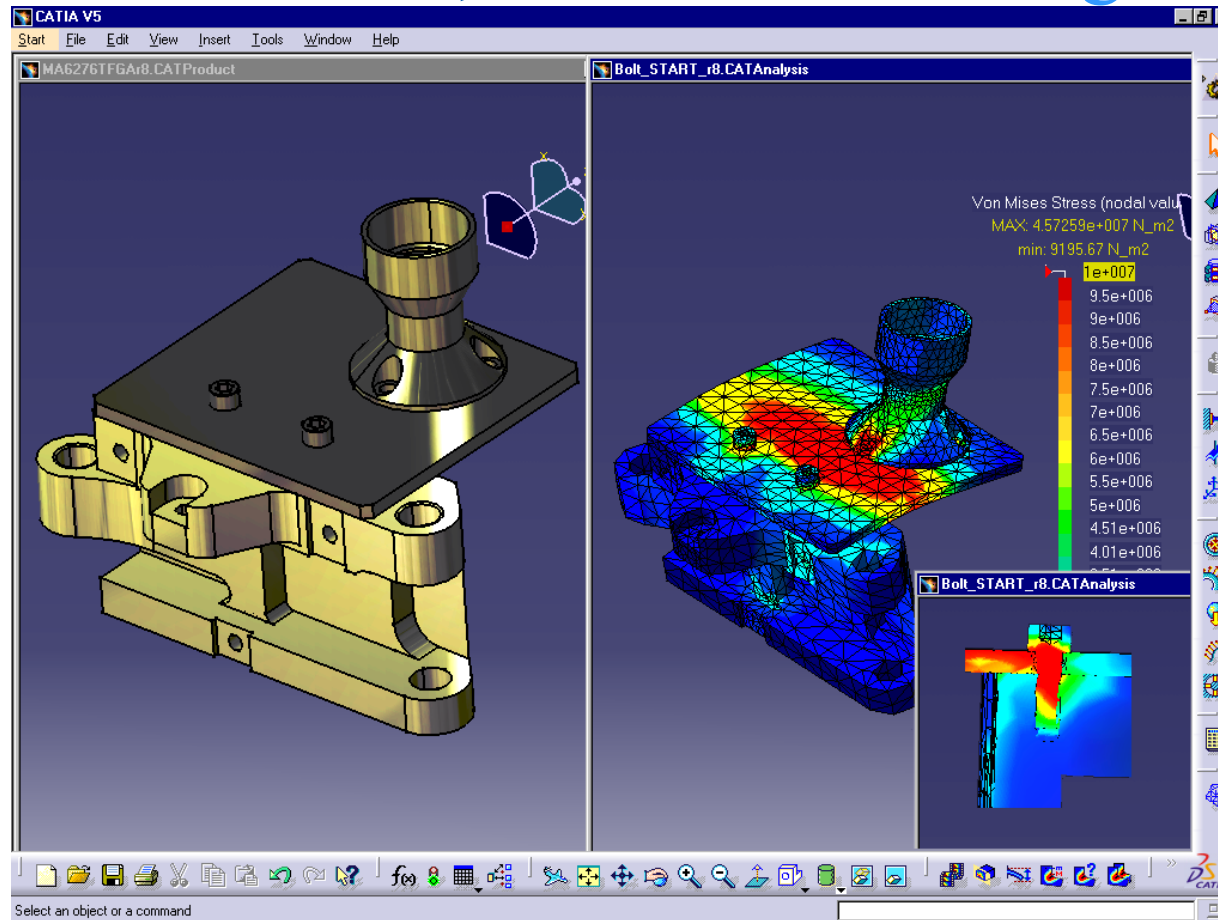 CATIA V5
Start File Edit View Insert Tools Window Help
MA6276TFGAr8.CATProduct
Bolt_START_r8.CATAnalysis
x
Von Mises Stress (nodal valu
MAX: 4.57259e+007 N_m2
min: 9195.67 N_m2
1e+007
9.5e+006
9e+006
8.5e+006
8e+006
7.5e+006
7e+006
6.5e+006
6e+006
5.5e+006
5e+006
4.51e+006
4.01e+006
Bolt_START_r8.CATAnalysis
f(x)
CATI
Select an object or a command